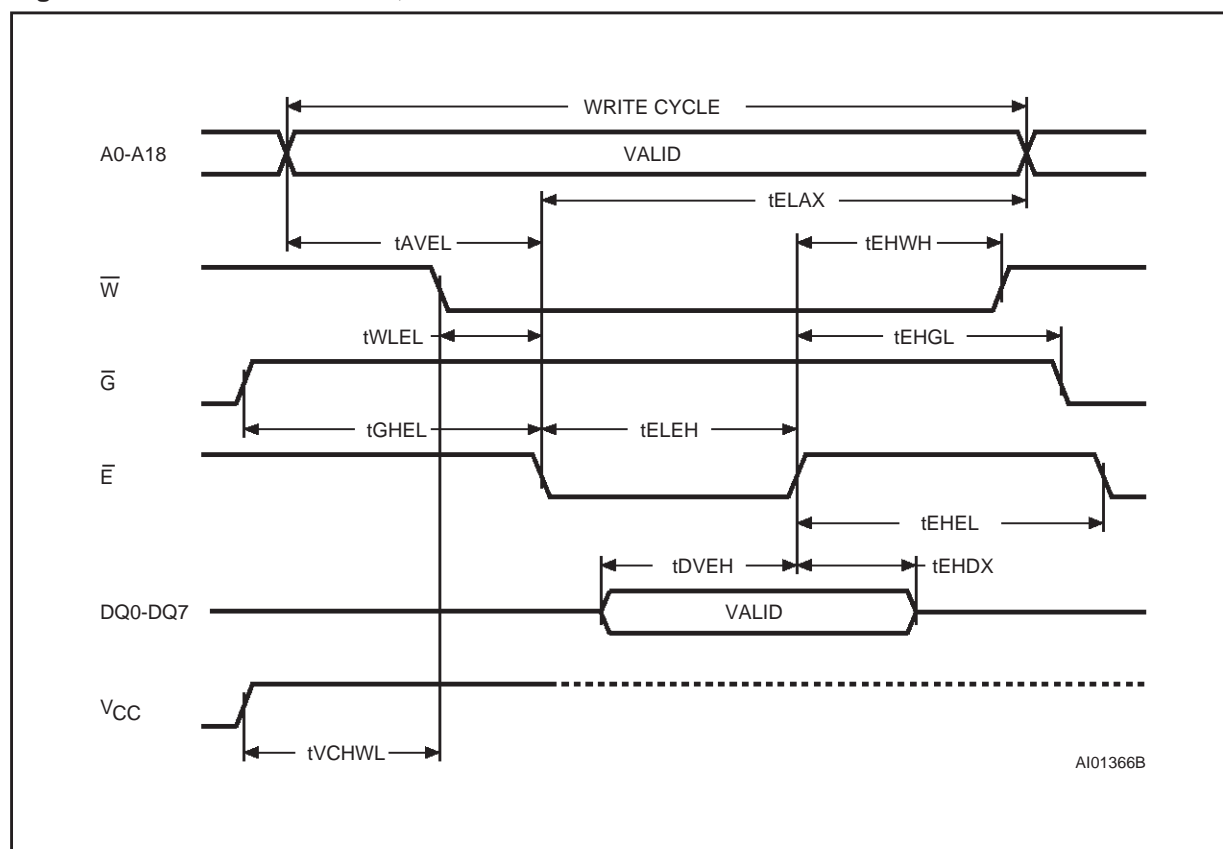 WRITE CYCLE
A0-A18 VALID
tELAX
tAVEL tEHWH
W̅
tWLEL tEHGL
G̅
tGHEL tELEH
E̅
tEHEL
tDVEH tEHDX
DQ0-DQ7 VALID
VCC
tVCHWL
AI01366B